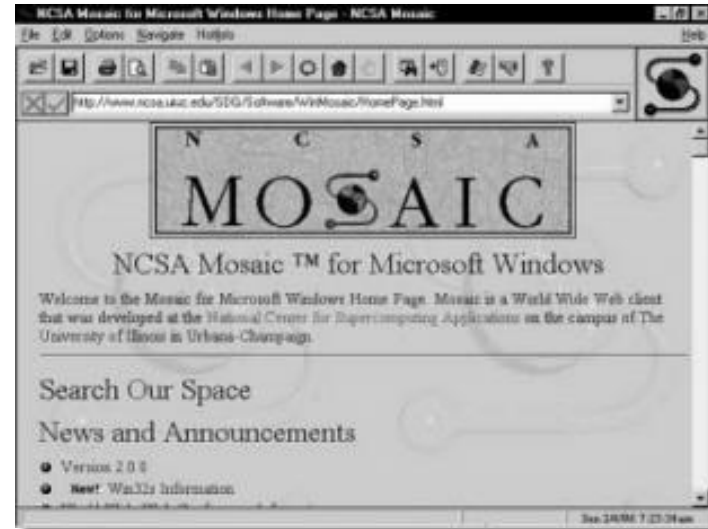 NCSA Mosaic for Microsoft Windows Home Page - NCSA Mosaic
File Edit Options Navigate Hotlists Help
http://www.ncsa.uiuc.edu/SDG/Software/WinMosaic/HomePage.html
N C S A
MOSAIC
NCSA Mosaic ™ for Microsoft Windows
Welcome to the Mosaic for Microsoft Windows Home Page. Mosaic is a World Wide Web client
that was developed at the National Center for Supercomputing Applications on the campus of The
University of Illinois in Urbana-Champaign.
Search Our Space
News and Announcements
Version 2.0.0
New! Win32s Information